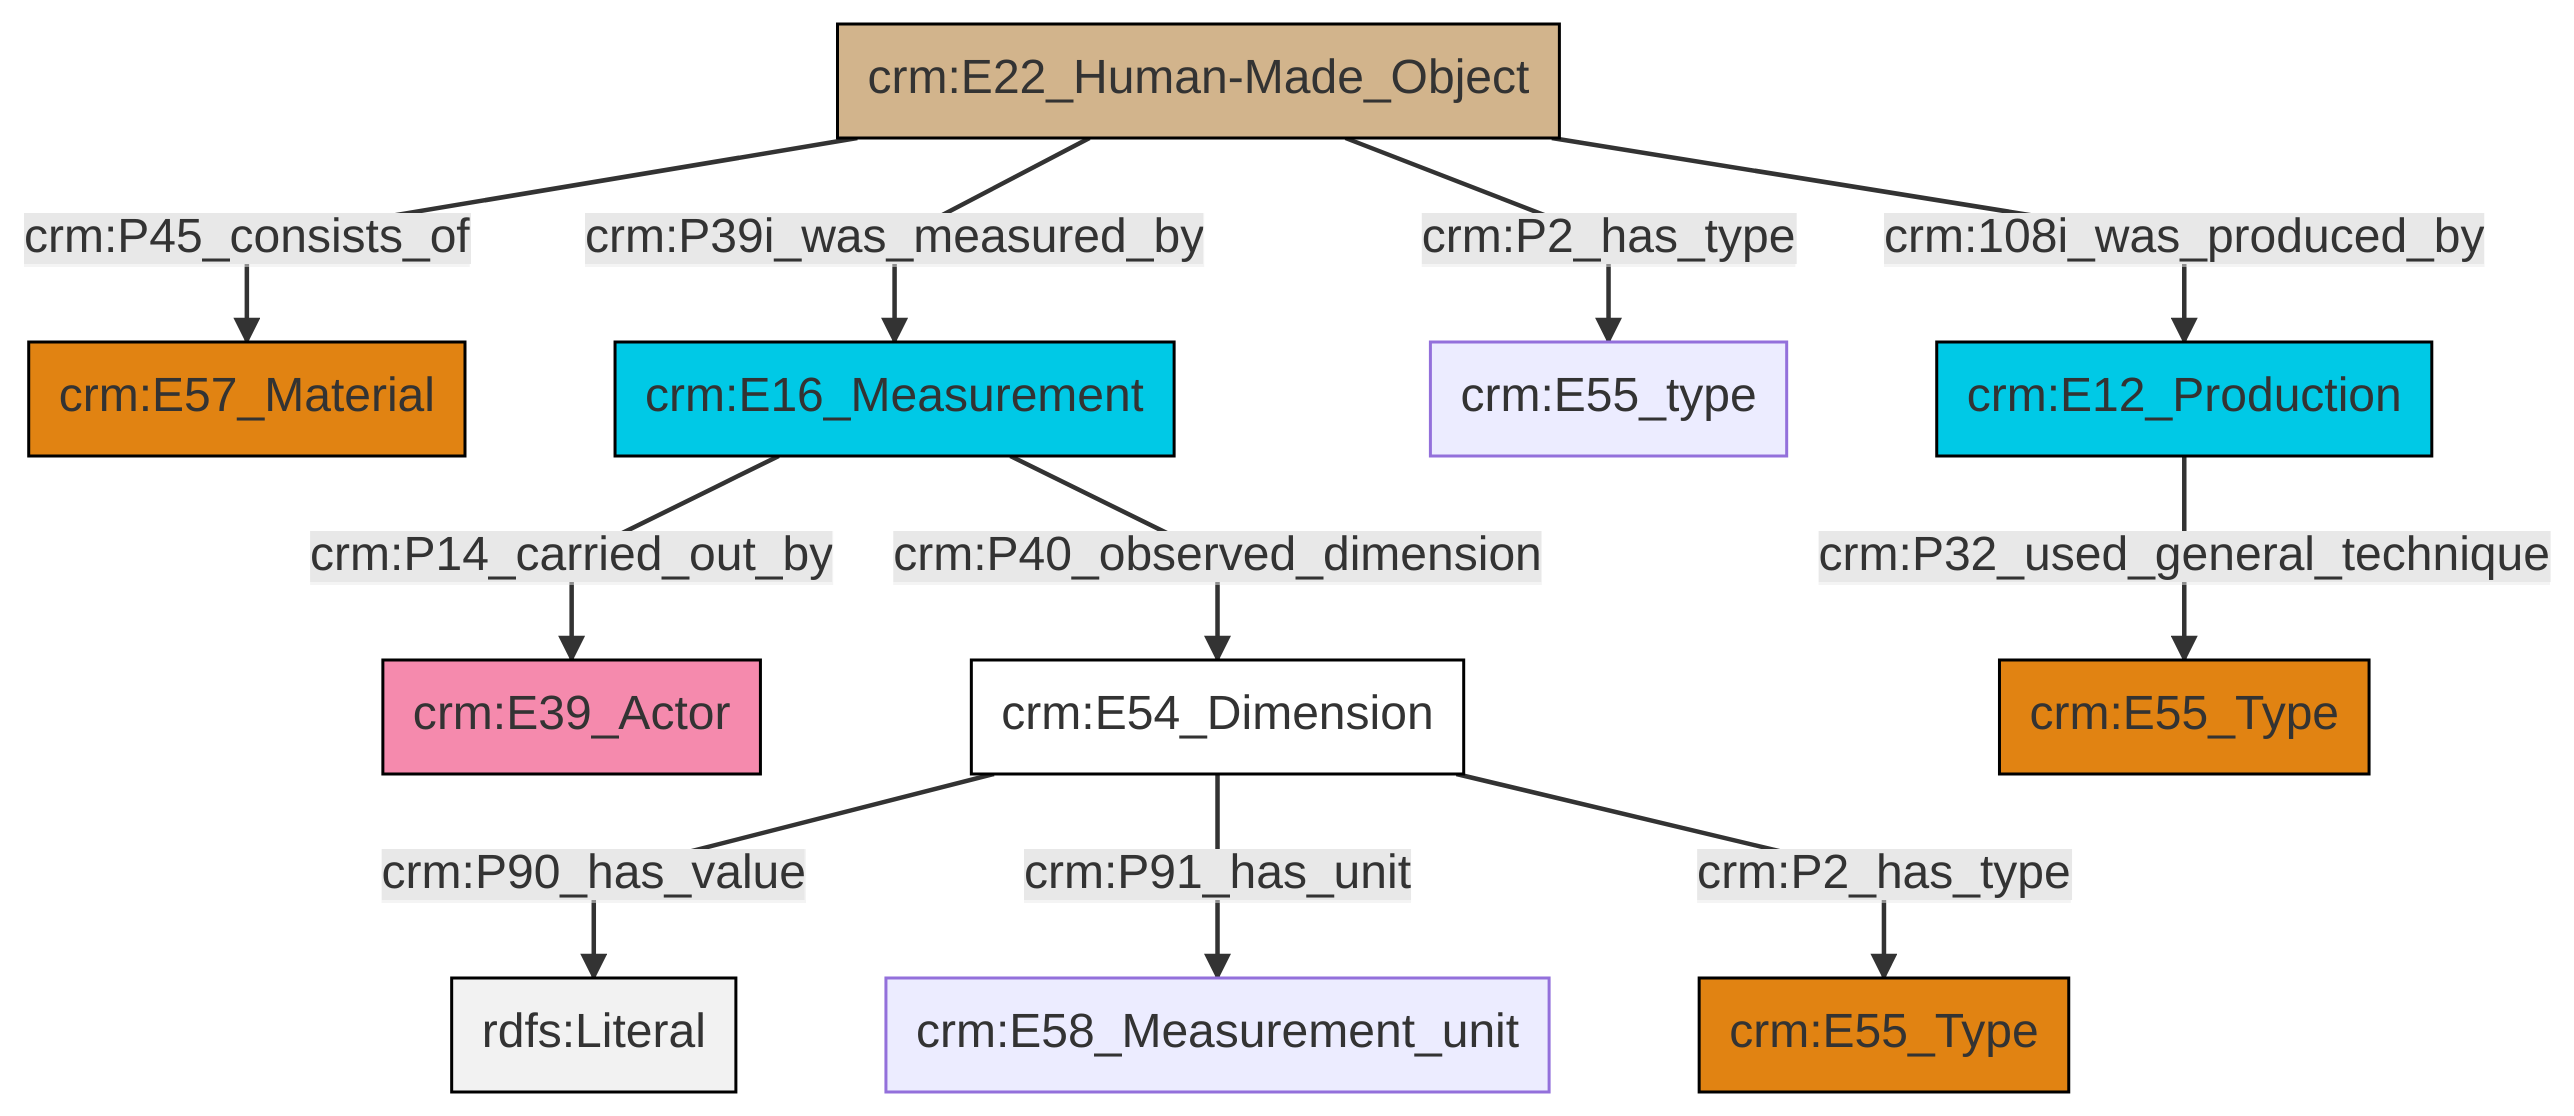 crm:E22_Human-Made_Object
crm:P45_consists_of
crm:P39i_was_measured_by
crm:P2_has_type
crm:108i_was_produced_by
crm:E57_Material
crm:E16_Measurement
crm:E55_type
crm:E12_Production
crm:P14_carried_out_by
crm:P40_observed_dimension
crm:P32_used_general_technique
crm:E39_Actor
crm:E54_Dimension
crm:E55_Type
crm:P90_has_value
crm:P91_has_unit
crm:P2_has_type
rdfs:Literal
crm:E58_Measurement_unit
crm:E55_Type